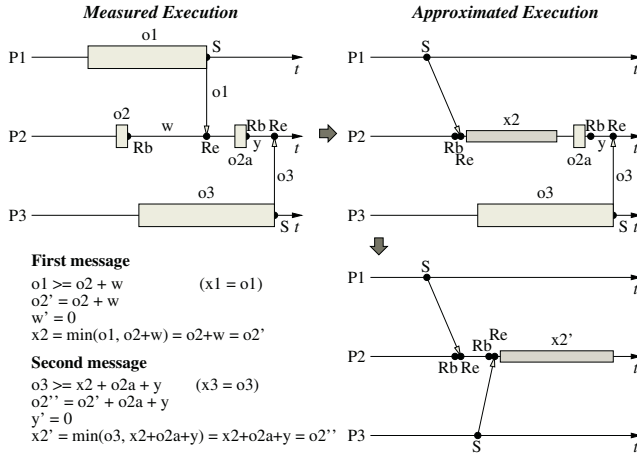 Measured Execution
Approximated Execution
o1
S
P1
t
o1
o2
w
Rb Re
P2
Rb
Re
o2a
y
t
o3
o3
P3
S
t
S
P1
t
x2
Rb Re
P2
Rb
Re
o2a
y
t
o3
o3
P3
S
t
First message
o1 >= o2 + w (x1 = o1)
o2' = o2 + w
w' = 0
x2 = min(o1, o2+w) = o2+w = o2'
Second message
o3 >= x2 + o2a + y (x3 = o3)
o2'' = o2' + o2a + y
y' = 0
x2' = min(o3, x2+o2a+y) = x2+o2a+y = o2''
S
P1
t
Re
Rb
x2'
P2
Rb Re
t
P3
S
t